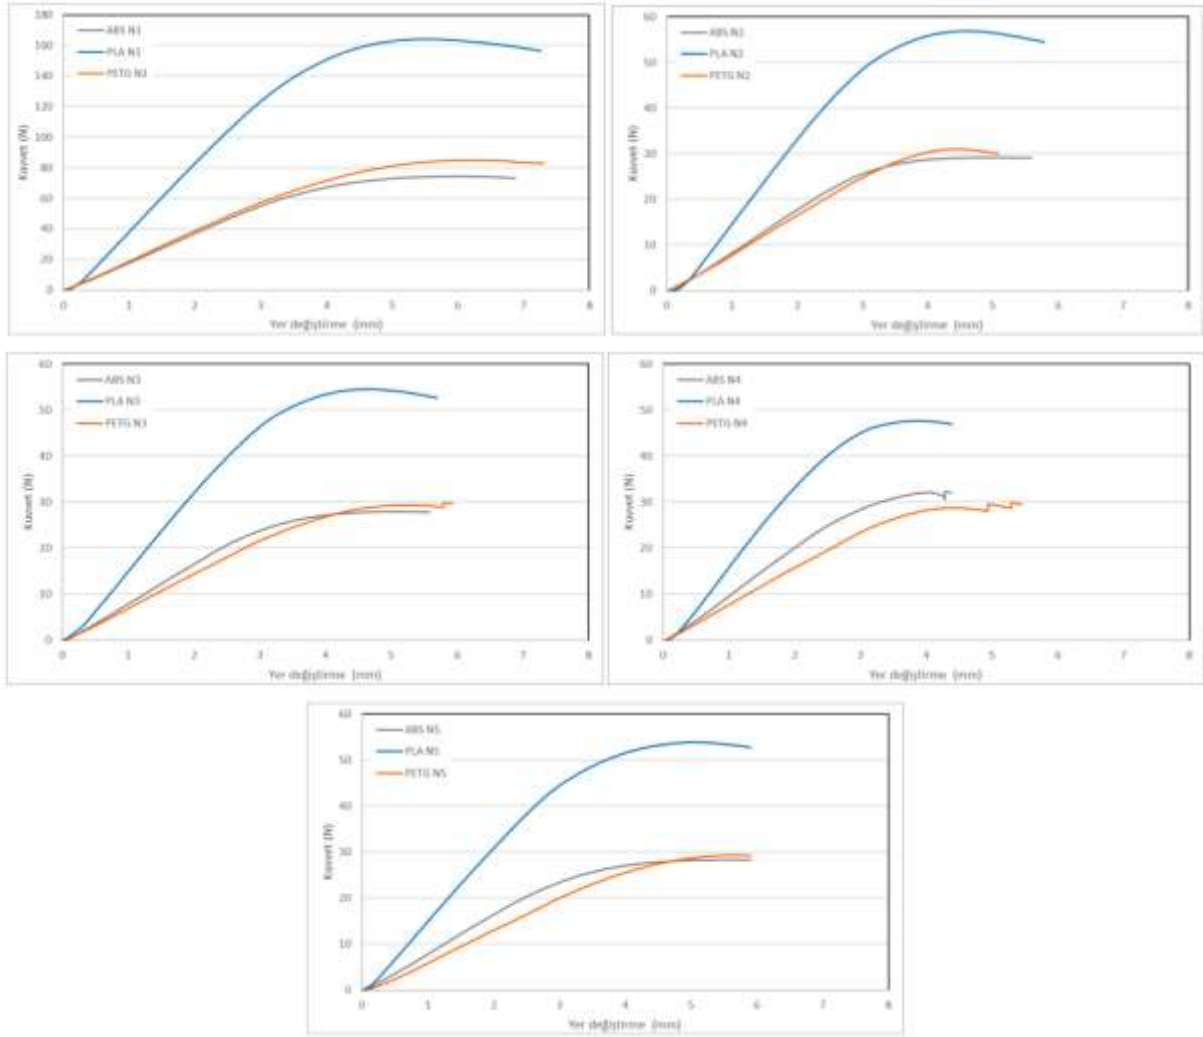 180
160
140
120
100
80
60
40
20
0
Kuvvet (N)
ABS N1
PLA N1
PETG N1
0 1 2 3 4 5 6 7 8
Yer değiştirme (mm)
60
50
40
30
20
10
0
Kuvvet (N)
ABS N2
PLA N2
PETG N2
0 1 2 3 4 5 6 7 8
Yer değiştirme (mm)
60
50
40
30
20
10
0
Kuvvet (N)
ABS N3
PLA N3
PETG N3
0 1 2 3 4 5 6 7 8
Yer değiştirme (mm)
60
50
40
30
20
10
0
Kuvvet (N)
ABS N4
PLA N4
PETG N4
0 1 2 3 4 5 6 7 8
Yer değiştirme (mm)
60
50
40
30
20
10
0
Kuvvet (N)
ABS N5
PLA N5
PETG N5
0 1 2 3 4 5 6 7 8
Yer değiştirme (mm)